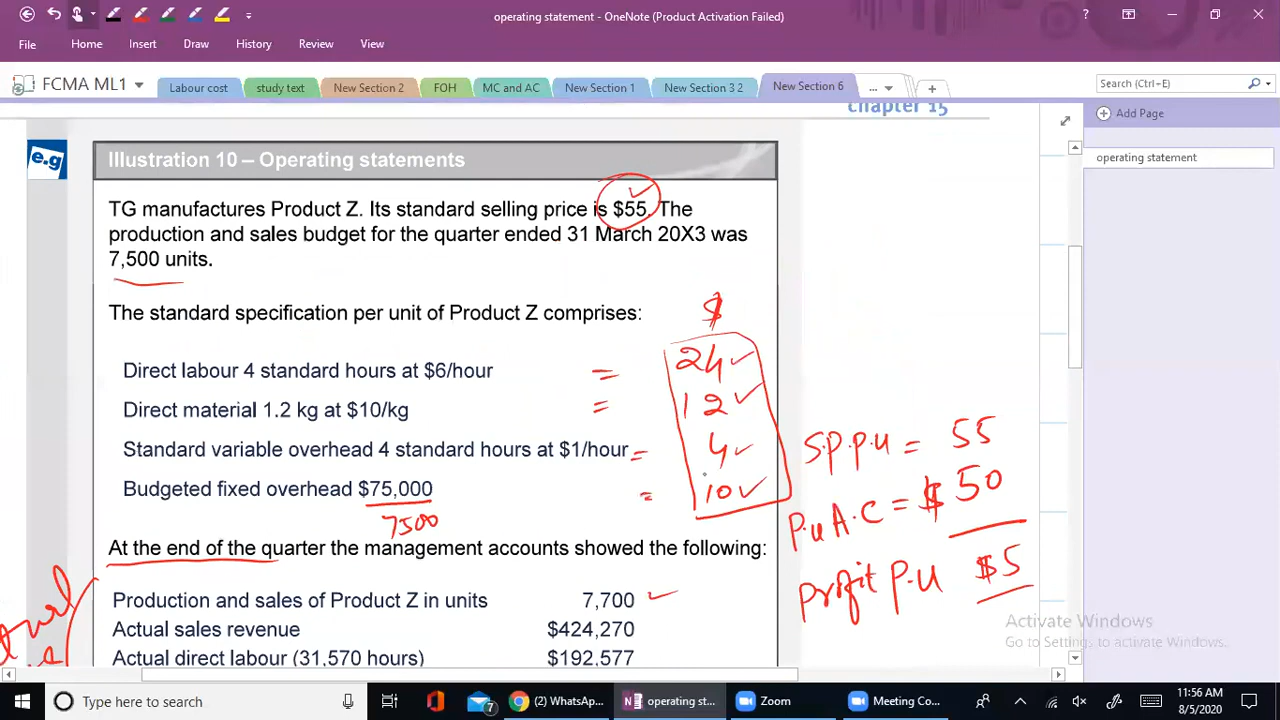 operating statement - OneNote (Product Activation Failed)
?
File Home Insert Draw History Review View
FCMA ML1 Labour cost study text New Section 2 FOH MC and AC New Section 1 New Section 3 2 New Section 6 ... Search (Ctrl+E)
Add Page
operating statement
chapter 15
e.g
Illustration 10 – Operating statements
TG manufactures Product Z. Its standard selling price is $55. The
production and sales budget for the quarter ended 31 March 20X3 was
7,500 units.
The standard specification per unit of Product Z comprises:
$
Direct labour 4 standard hours at $6/hour = 24
Direct material 1.2 kg at $10/kg = 12
Standard variable overhead 4 standard hours at $1/hour = 4
Budgeted fixed overhead $75,000 = 10
7500
S.P.P.U = 55
P.U A.C = $50
Profit P.U $5
At the end of the quarter the management accounts showed the following:
Production and sales of Product Z in units 7,700
Actual sales revenue $424,270
Actual direct labour (31,570 hours) $192,577
Activate Windows
Go to Settings to activate Windows.
Type here to search
7
(2) WhatsApp...
operating st...
Zoom
Meeting Co...
11:56 AM
8/5/2020